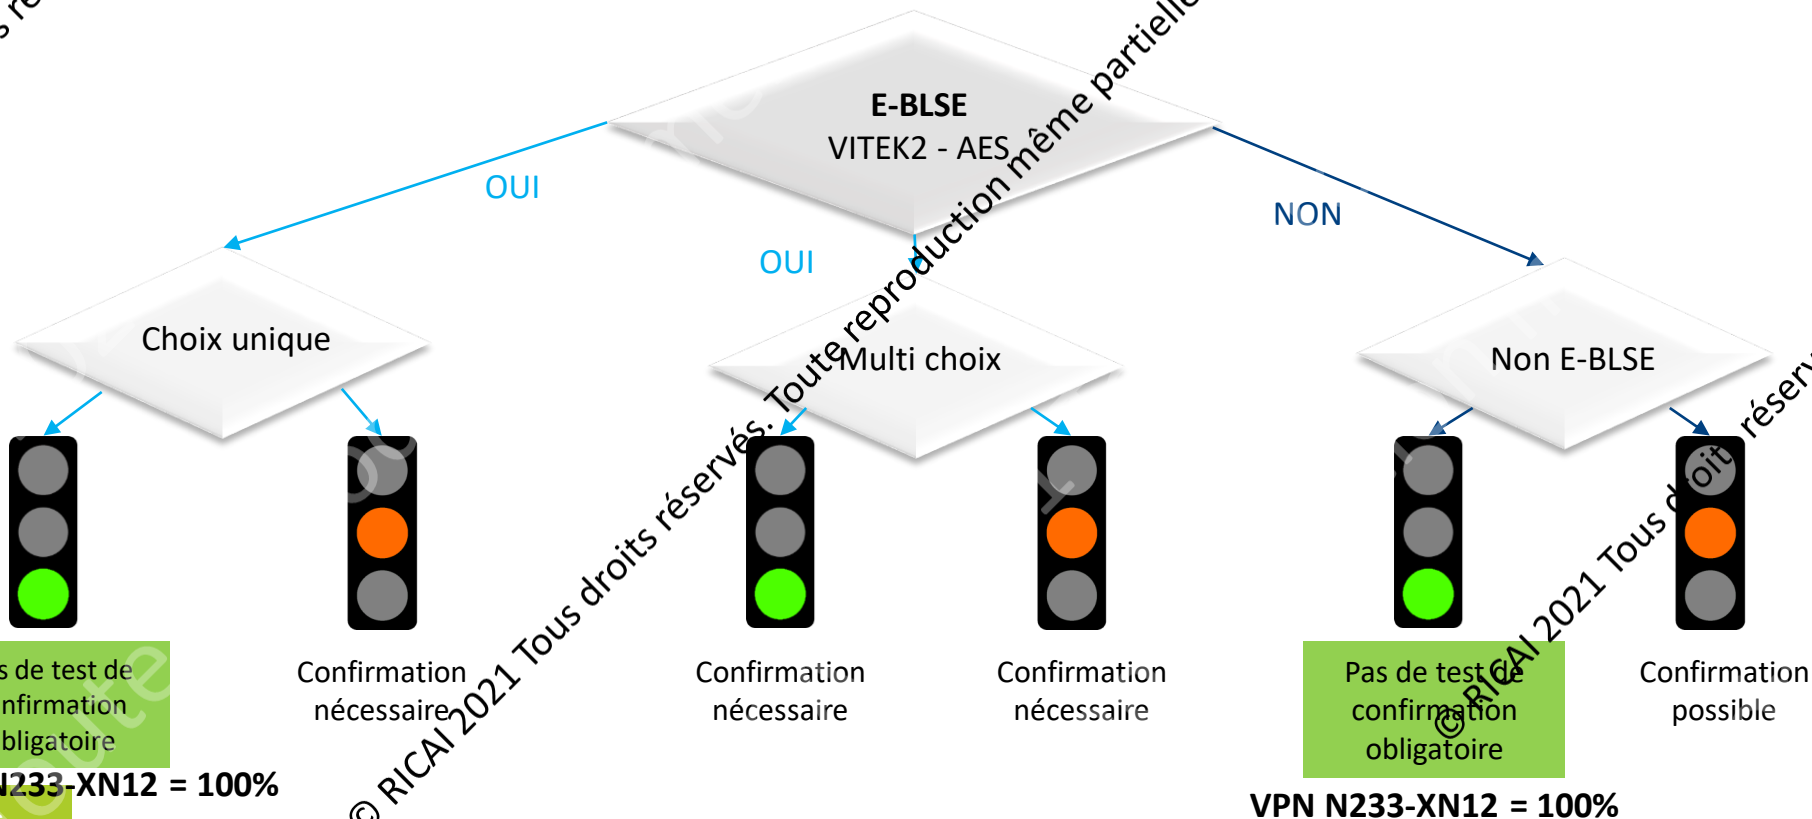 E-BLSE
VITEK2 - AES
OUI
OUI
NON
Choix unique
Multi choix
Non E-BLSE
s de test de
nfirmation
bligatoire
N233-XN12 = 100%
Confirmation
nécessaire
Confirmation
nécessaire
Confirmation
nécessaire
Pas de test de
confirmation
obligatoire
VPN N233-XN12 = 100%
Confirmation
possible
© RICAI 2021 Tous droits réservés. Toute reproduction même partielle
© RICAI 2021 Tous droits réserv